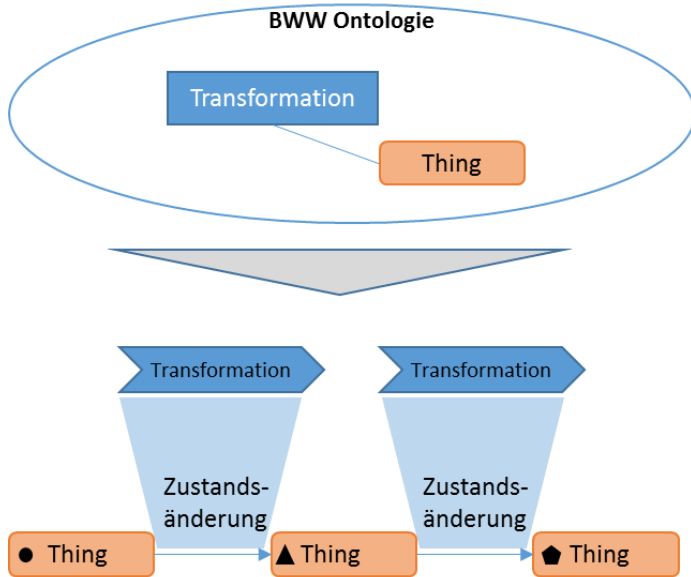 BWW Ontologie
Transformation
Thing
Transformation
Transformation
Zustands-
änderung
Zustands-
änderung
Thing
Thing
Thing